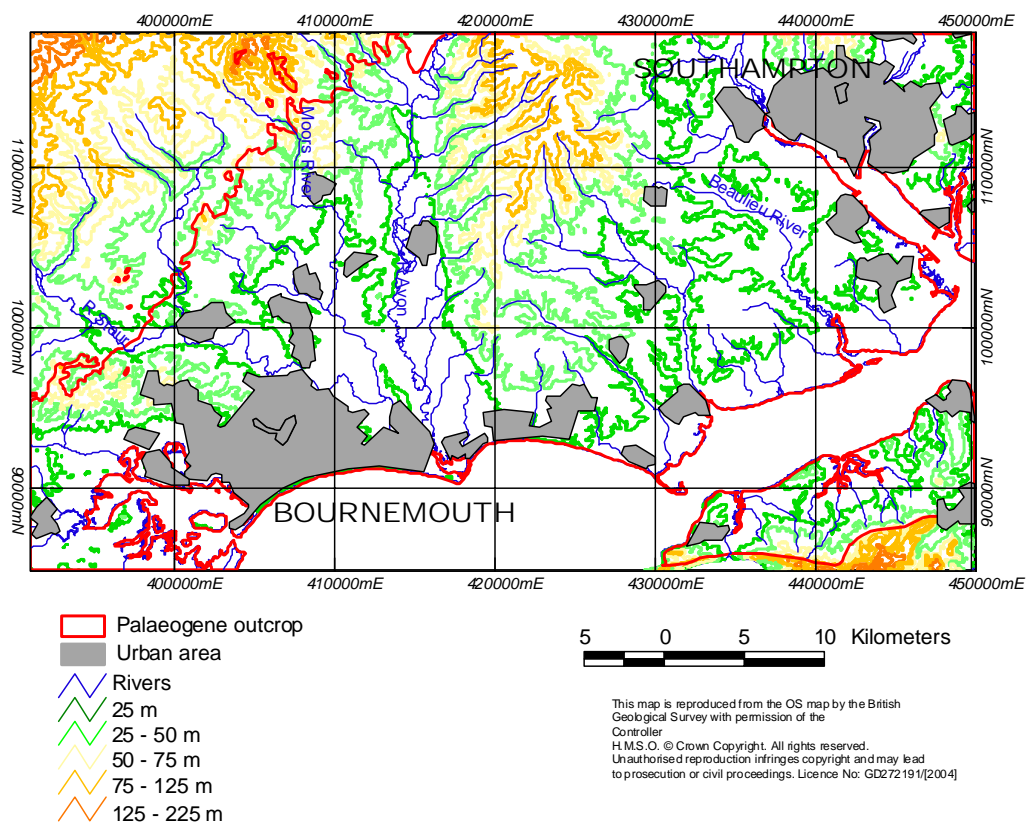 400000mE 410000mE 420000mE 430000mE 440000mE 450000mE
SOUTHAMPTON
110000mN
110000mN
Moors River
Beaulieu River
R. Avon
R. Stour
100000mN
100000mN
90000mN
90000mN
BOURNEMOUTH
400000mE 410000mE 420000mE 430000mE 440000mE 450000mE
Palaeogene outcrop
Urban area
Rivers
25 m
25 - 50 m
50 - 75 m
75 - 125 m
125 - 225 m
5 0 5 10 Kilometers
This map is reproduced from the OS map by the British
Geological Survey with permission of the
Controller
H.M.S.O. © Crown Copyright. All rights reserved.
Unauthorised reproduction infringes copyright and may lead
to prosecution or civil proceedings. Licence No: GD272191/[2004]